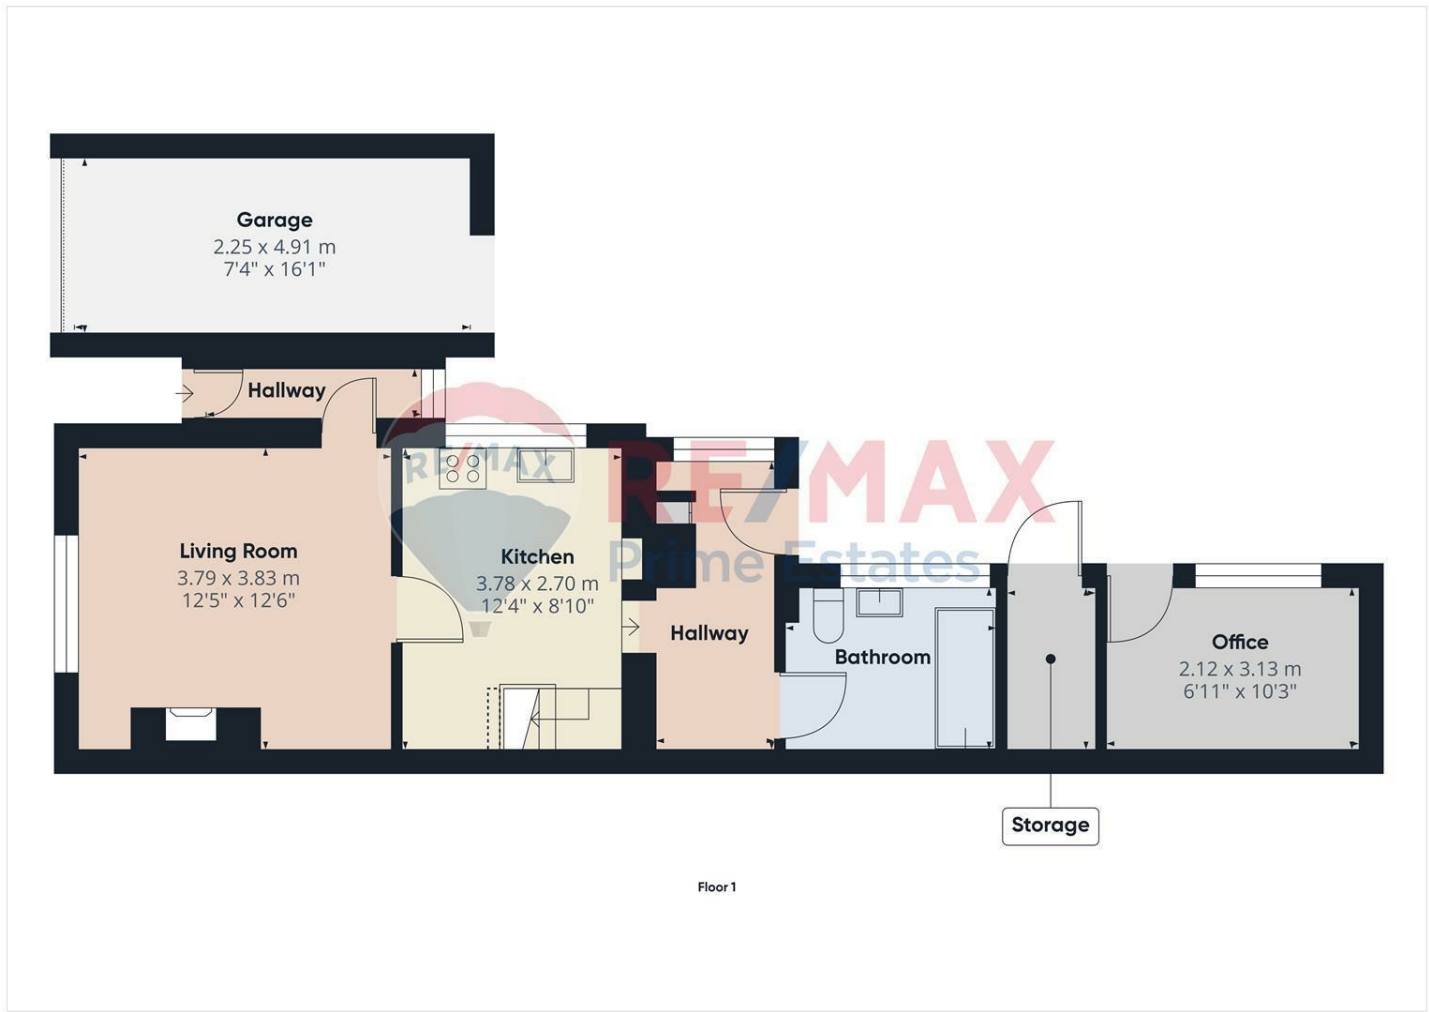 Garage
2.25 x 4.91 m
7'4" x 16'1"
Hallway
RE/MAX
RE/MAX
Prime Estates
Living Room
3.79 x 3.83 m
12'5" x 12'6"
Kitchen
3.78 x 2.70 m
12'4" x 8'10"
Hallway
Bathroom
Office
2.12 x 3.13 m
6'11" x 10'3"
Storage
Floor 1